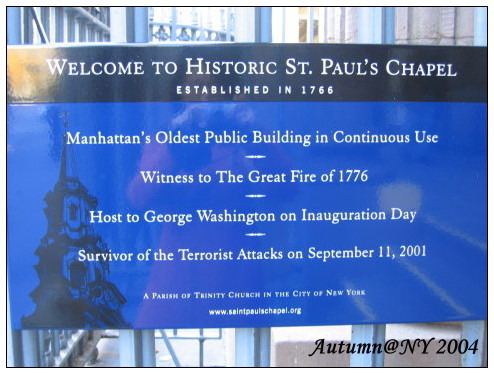 WELCOME TO HISTORIC ST. PAUL'S CHAPEL
ESTABLISHED IN 1766
Manhattan's Oldest Public Building in Continuous Use
Witness to The Great Fire of 1776
Host to George Washington on Inauguration Day
Survivor of the Terrorist Attacks on September 11, 2001
A PARISH OF TRINITY CHURCH IN THE CITY OF NEW YORK
www.saintpaulschapel.org
Autumn@NY 2004